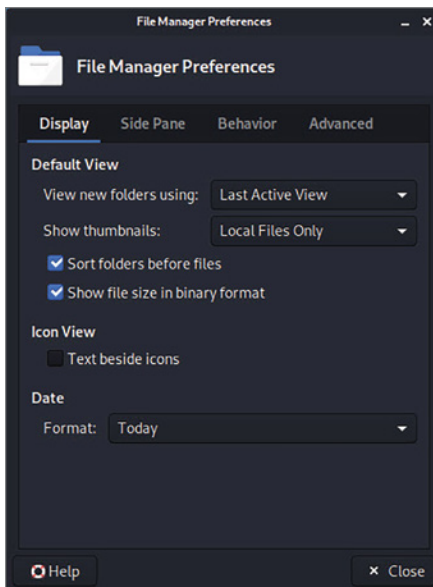 File Manager Preferences
File Manager Preferences
Display Side Pane Behavior Advanced
Default View
View new folders using: Last Active View
Show thumbnails: Local Files Only
Sort folders before files
Show file size in binary format
Icon View
Text beside icons
Date
Format: Today
Help Close